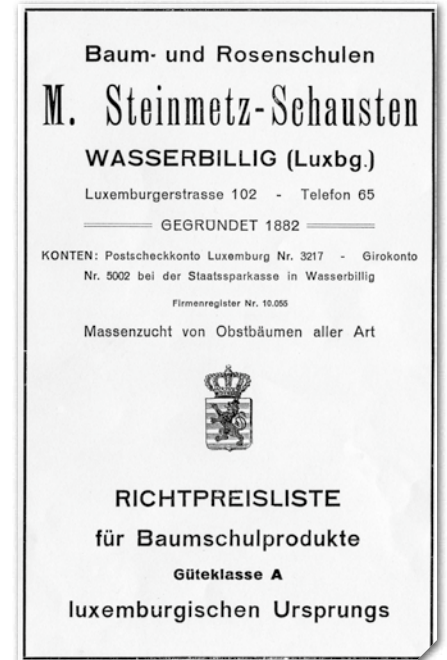 Baum- und Rosenschulen
M. Steinmetz-Schausten
WASSERBILLIG (Luxbg.)
Luxemburgerstrasse 102 - Telefon 65
GEGRÜNDET 1882
KONTEN: Postscheckkonto Luxemburg Nr. 3217 - Girokonto
Nr. 5002 bei der Staatssparkasse in Wasserbillig
Firmenregister Nr. 10.055
Massenzucht von Obstbäumen aller Art
RICHTPREISLISTE
für Baumschulprodukte
Güteklasse A
luxemburgischen Ursprungs